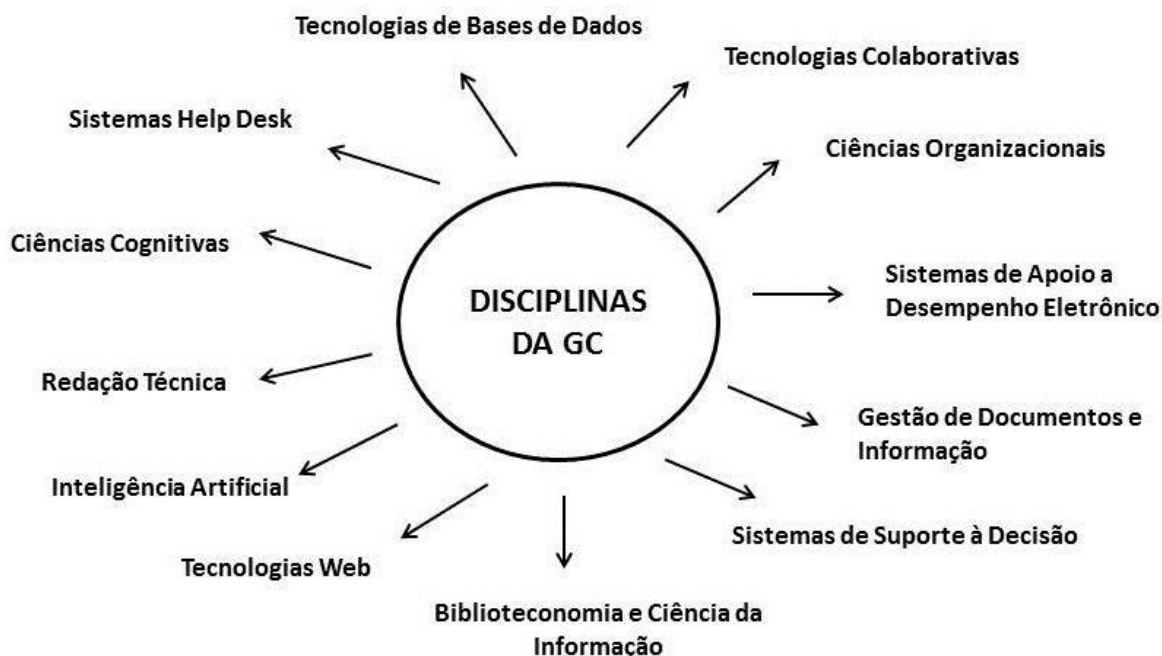 Tecnologias de Bases de Dados
Tecnologias Colaborativas
Sistemas Help Desk
Ciências Organizacionais
Ciências Cognitivas
DISCIPLINAS
DA GC
Sistemas de Apoio a
Desempenho Eletrônico
Redação Técnica
Gestão de Documentos e
Informação
Inteligência Artificial
Sistemas de Suporte à Decisão
Tecnologias Web
Biblioteconomia e Ciência da
Informação